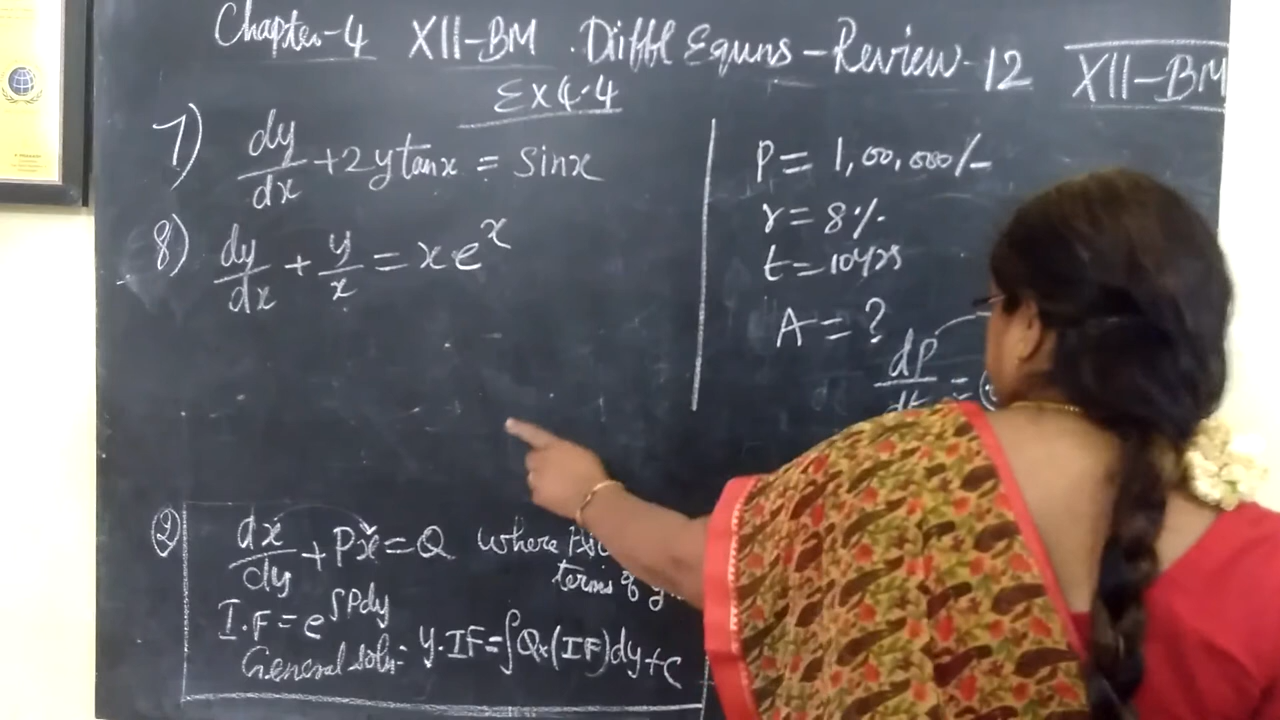 Chapter-4 XII-BM . Diffl Equns - Review - 12
XII-BM
Ex 4.4
7) dy/dx + 2y tanx = sinx
8) dy/dx + y/x = x e^x
P = 1,00,000/-
r = 8%
t = 10yrs
A = ?
dP/dt =
② dx/dy + Px = Q where
terms of
I.F = e^∫Pdy
General soln:- y.IF = ∫Q×(IF)dy+c